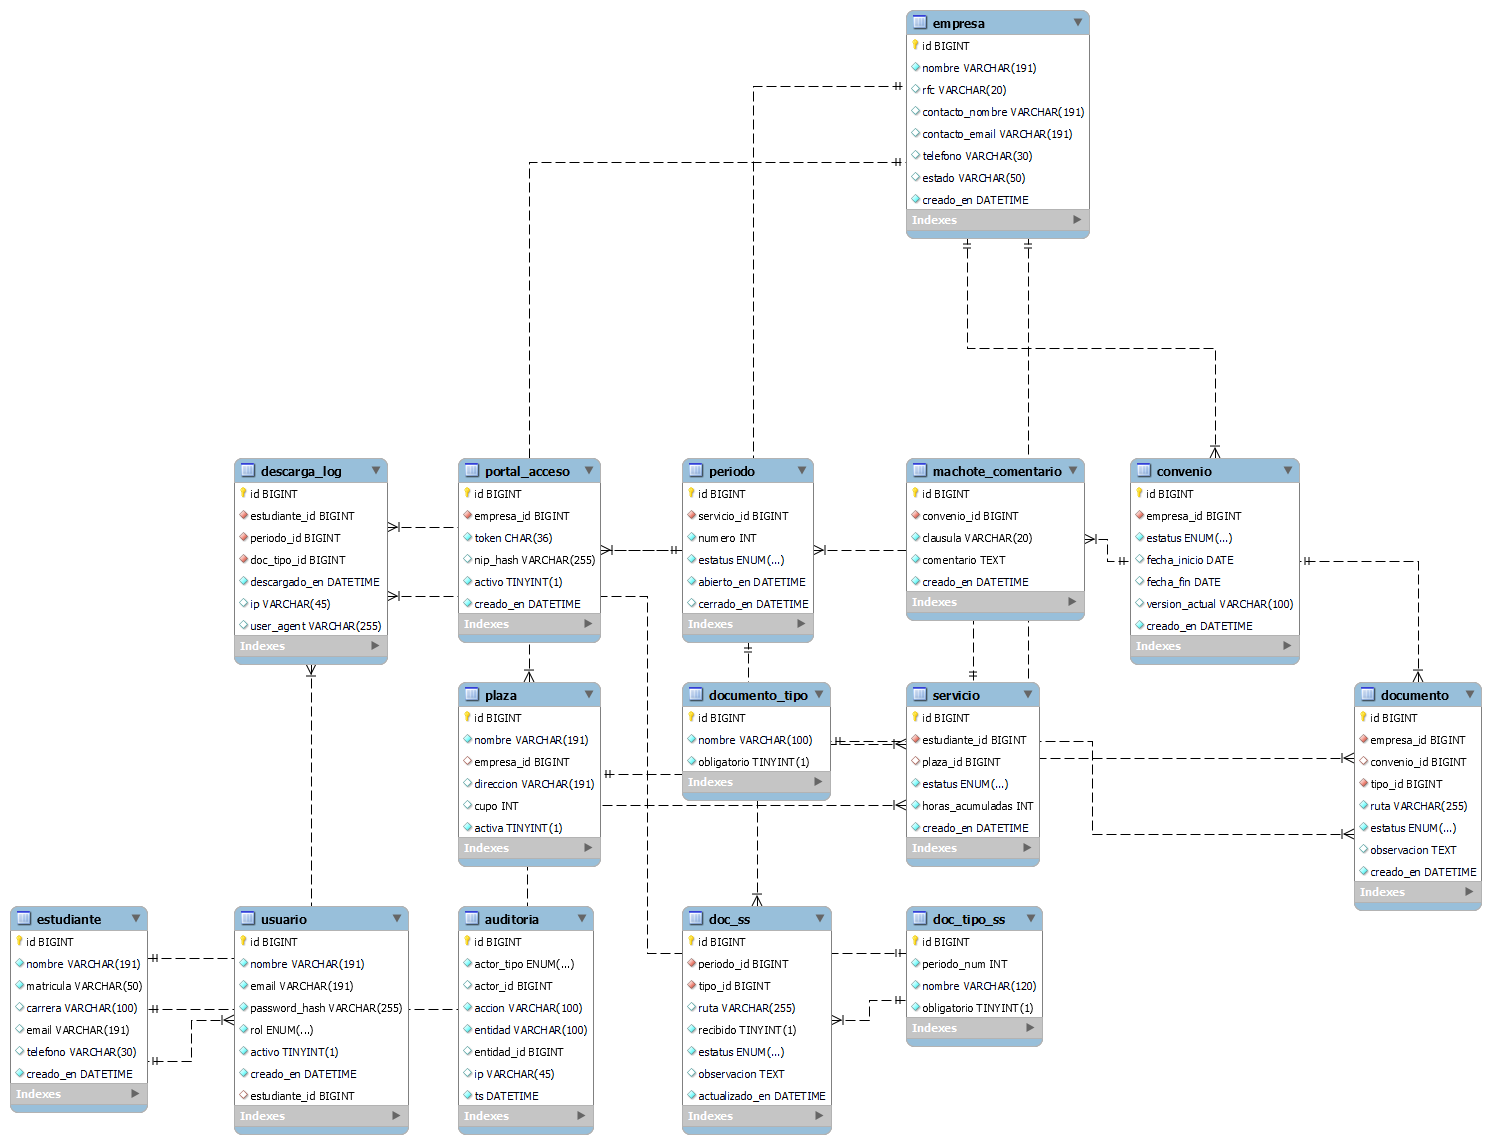 empresa
id BIGINT
nombre VARCHAR(191)
rfc VARCHAR(20)
contacto_nombre VARCHAR(191)
contacto_email VARCHAR(191)
telefono VARCHAR(30)
estado VARCHAR(50)
creado_en DATETIME
Indexes
descarga_log
id BIGINT
estudiante_id BIGINT
periodo_id BIGINT
doc_tipo_id BIGINT
descargado_en DATETIME
ip VARCHAR(45)
user_agent VARCHAR(255)
Indexes
portal_acceso
id BIGINT
empresa_id BIGINT
token CHAR(36)
nip_hash VARCHAR(255)
activo TINYINT(1)
creado_en DATETIME
Indexes
periodo
id BIGINT
servicio_id BIGINT
numero INT
estatus ENUM(...)
abierto_en DATETIME
cerrado_en DATETIME
Indexes
machote_comentario
id BIGINT
convenio_id BIGINT
clausula VARCHAR(20)
comentario TEXT
creado_en DATETIME
Indexes
convenio
id BIGINT
empresa_id BIGINT
estatus ENUM(...)
fecha_inicio DATE
fecha_fin DATE
version_actual VARCHAR(100)
creado_en DATETIME
Indexes
plaza
id BIGINT
nombre VARCHAR(191)
empresa_id BIGINT
direccion VARCHAR(191)
cupo INT
activa TINYINT(1)
Indexes
documento_tipo
id BIGINT
nombre VARCHAR(100)
obligatorio TINYINT(1)
Indexes
servicio
id BIGINT
estudiante_id BIGINT
plaza_id BIGINT
estatus ENUM(...)
horas_acumuladas INT
creado_en DATETIME
Indexes
documento
id BIGINT
empresa_id BIGINT
convenio_id BIGINT
tipo_id BIGINT
ruta VARCHAR(255)
estatus ENUM(...)
observacion TEXT
creado_en DATETIME
Indexes
estudiante
id BIGINT
nombre VARCHAR(191)
matricula VARCHAR(50)
carrera VARCHAR(100)
email VARCHAR(191)
telefono VARCHAR(30)
creado_en DATETIME
Indexes
usuario
id BIGINT
nombre VARCHAR(191)
email VARCHAR(191)
password_hash VARCHAR(255)
rol ENUM(...)
activo TINYINT(1)
creado_en DATETIME
estudiante_id BIGINT
Indexes
auditoria
id BIGINT
actor_tipo ENUM(...)
actor_id BIGINT
accion VARCHAR(100)
entidad VARCHAR(100)
entidad_id BIGINT
ip VARCHAR(45)
ts DATETIME
Indexes
doc_ss
id BIGINT
periodo_id BIGINT
tipo_id BIGINT
ruta VARCHAR(255)
recibido TINYINT(1)
estatus ENUM(...)
observacion TEXT
actualizado_en DATETIME
Indexes
doc_tipo_ss
id BIGINT
periodo_num INT
nombre VARCHAR(120)
obligatorio TINYINT(1)
Indexes